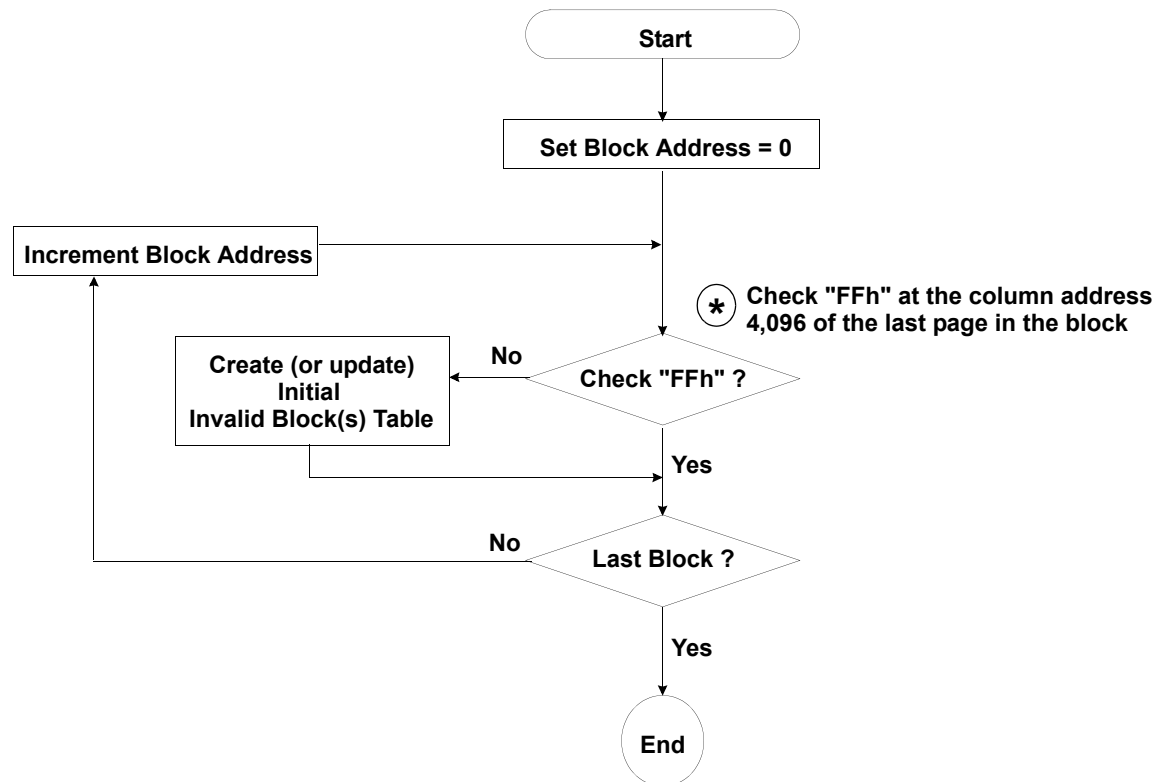 Start
Set Block Address = 0
Increment Block Address
* Check "FFh" at the column address
4,096 of the last page in the block
No
Create (or update)
Initial
Invalid Block(s) Table
Check "FFh" ?
Yes
No
Last Block ?
Yes
End